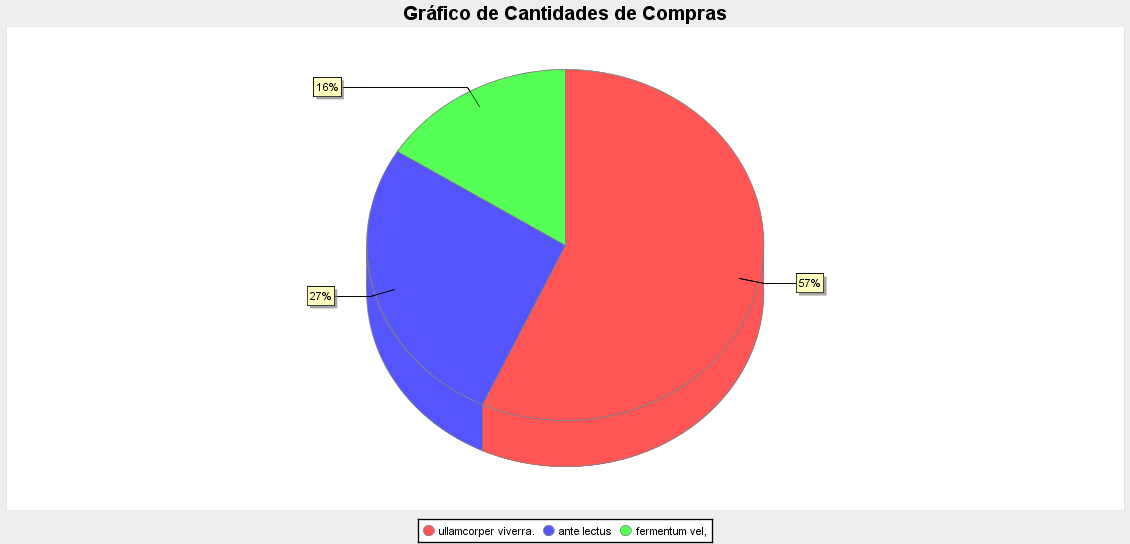 Gráfico de Cantidades de Compras
16%
57%
27%
ullamcorper viverra. ante lectus fermentum vel,